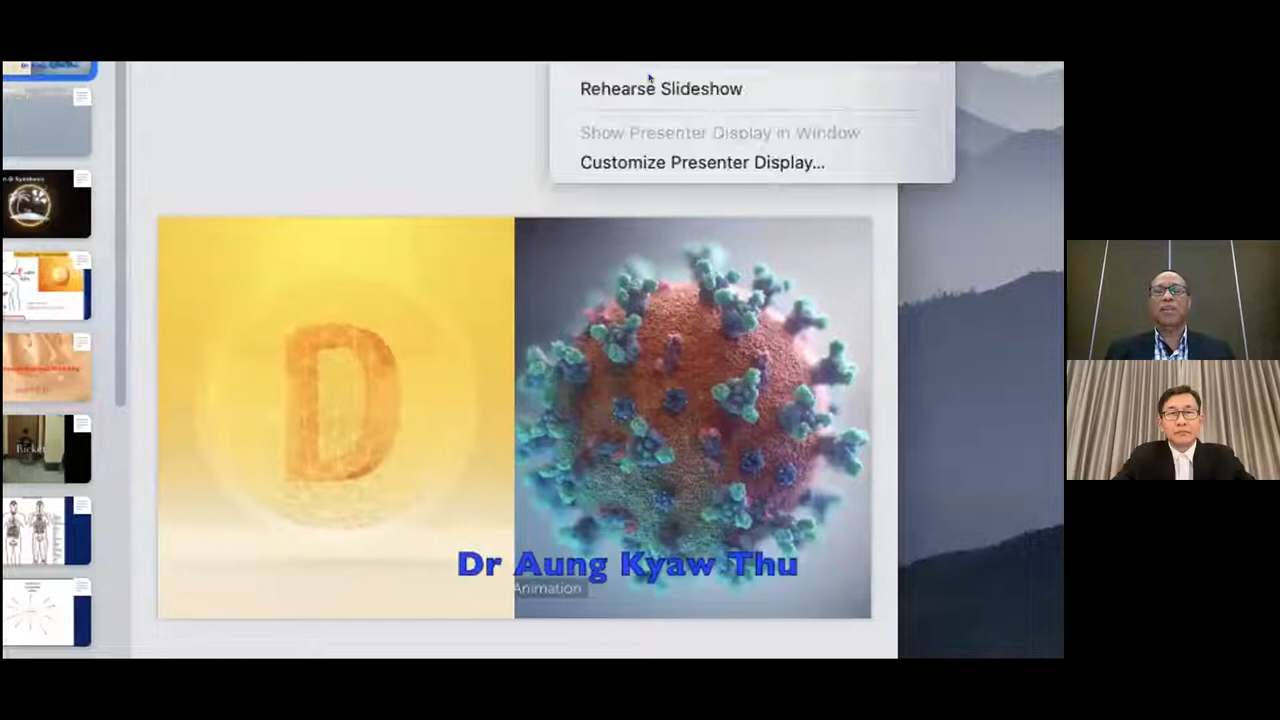 Rehearse Slideshow
Show Presenter Display in Window
Customize Presenter Display...
D
Dr Aung Kyaw Thu
Animation